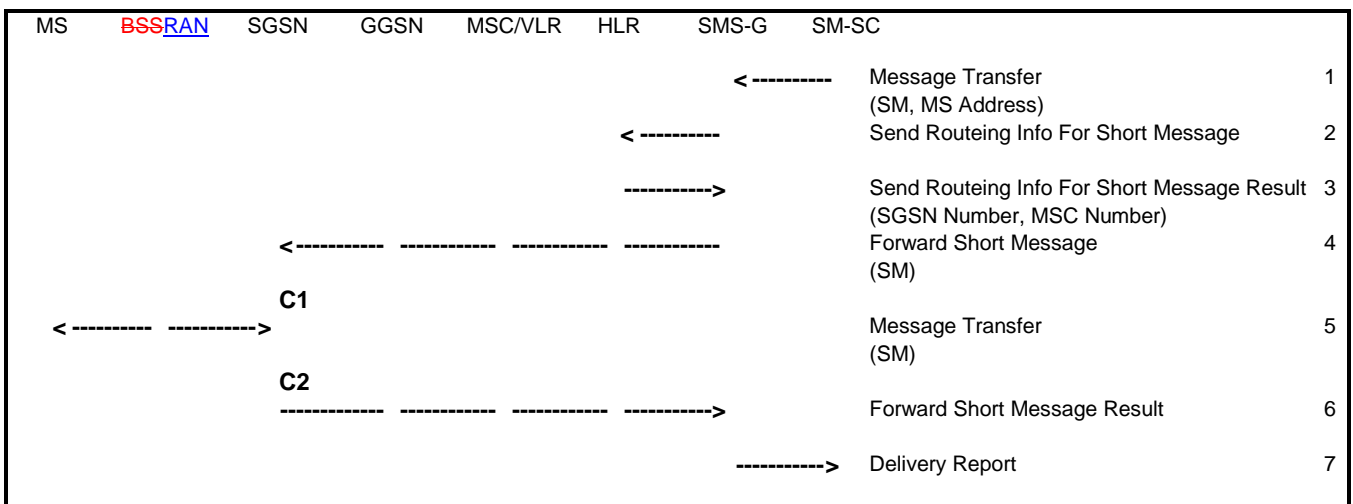 MS BSSRAN SGSN GGSN MSC/VLR HLR SMS-G SM-SC
<---------- Message Transfer 1
(SM, MS Address)
<---------- Send Routeing Info For Short Message 2
-----------> Send Routeing Info For Short Message Result 3
(SGSN Number, MSC Number)
<----------- ------------ ------------ ------------ Forward Short Message 4
(SM)
C1
<---------- -----------> Message Transfer 5
(SM)
C2
------------- ------------ ------------ -----------> Forward Short Message Result 6
-----------> Delivery Report 7